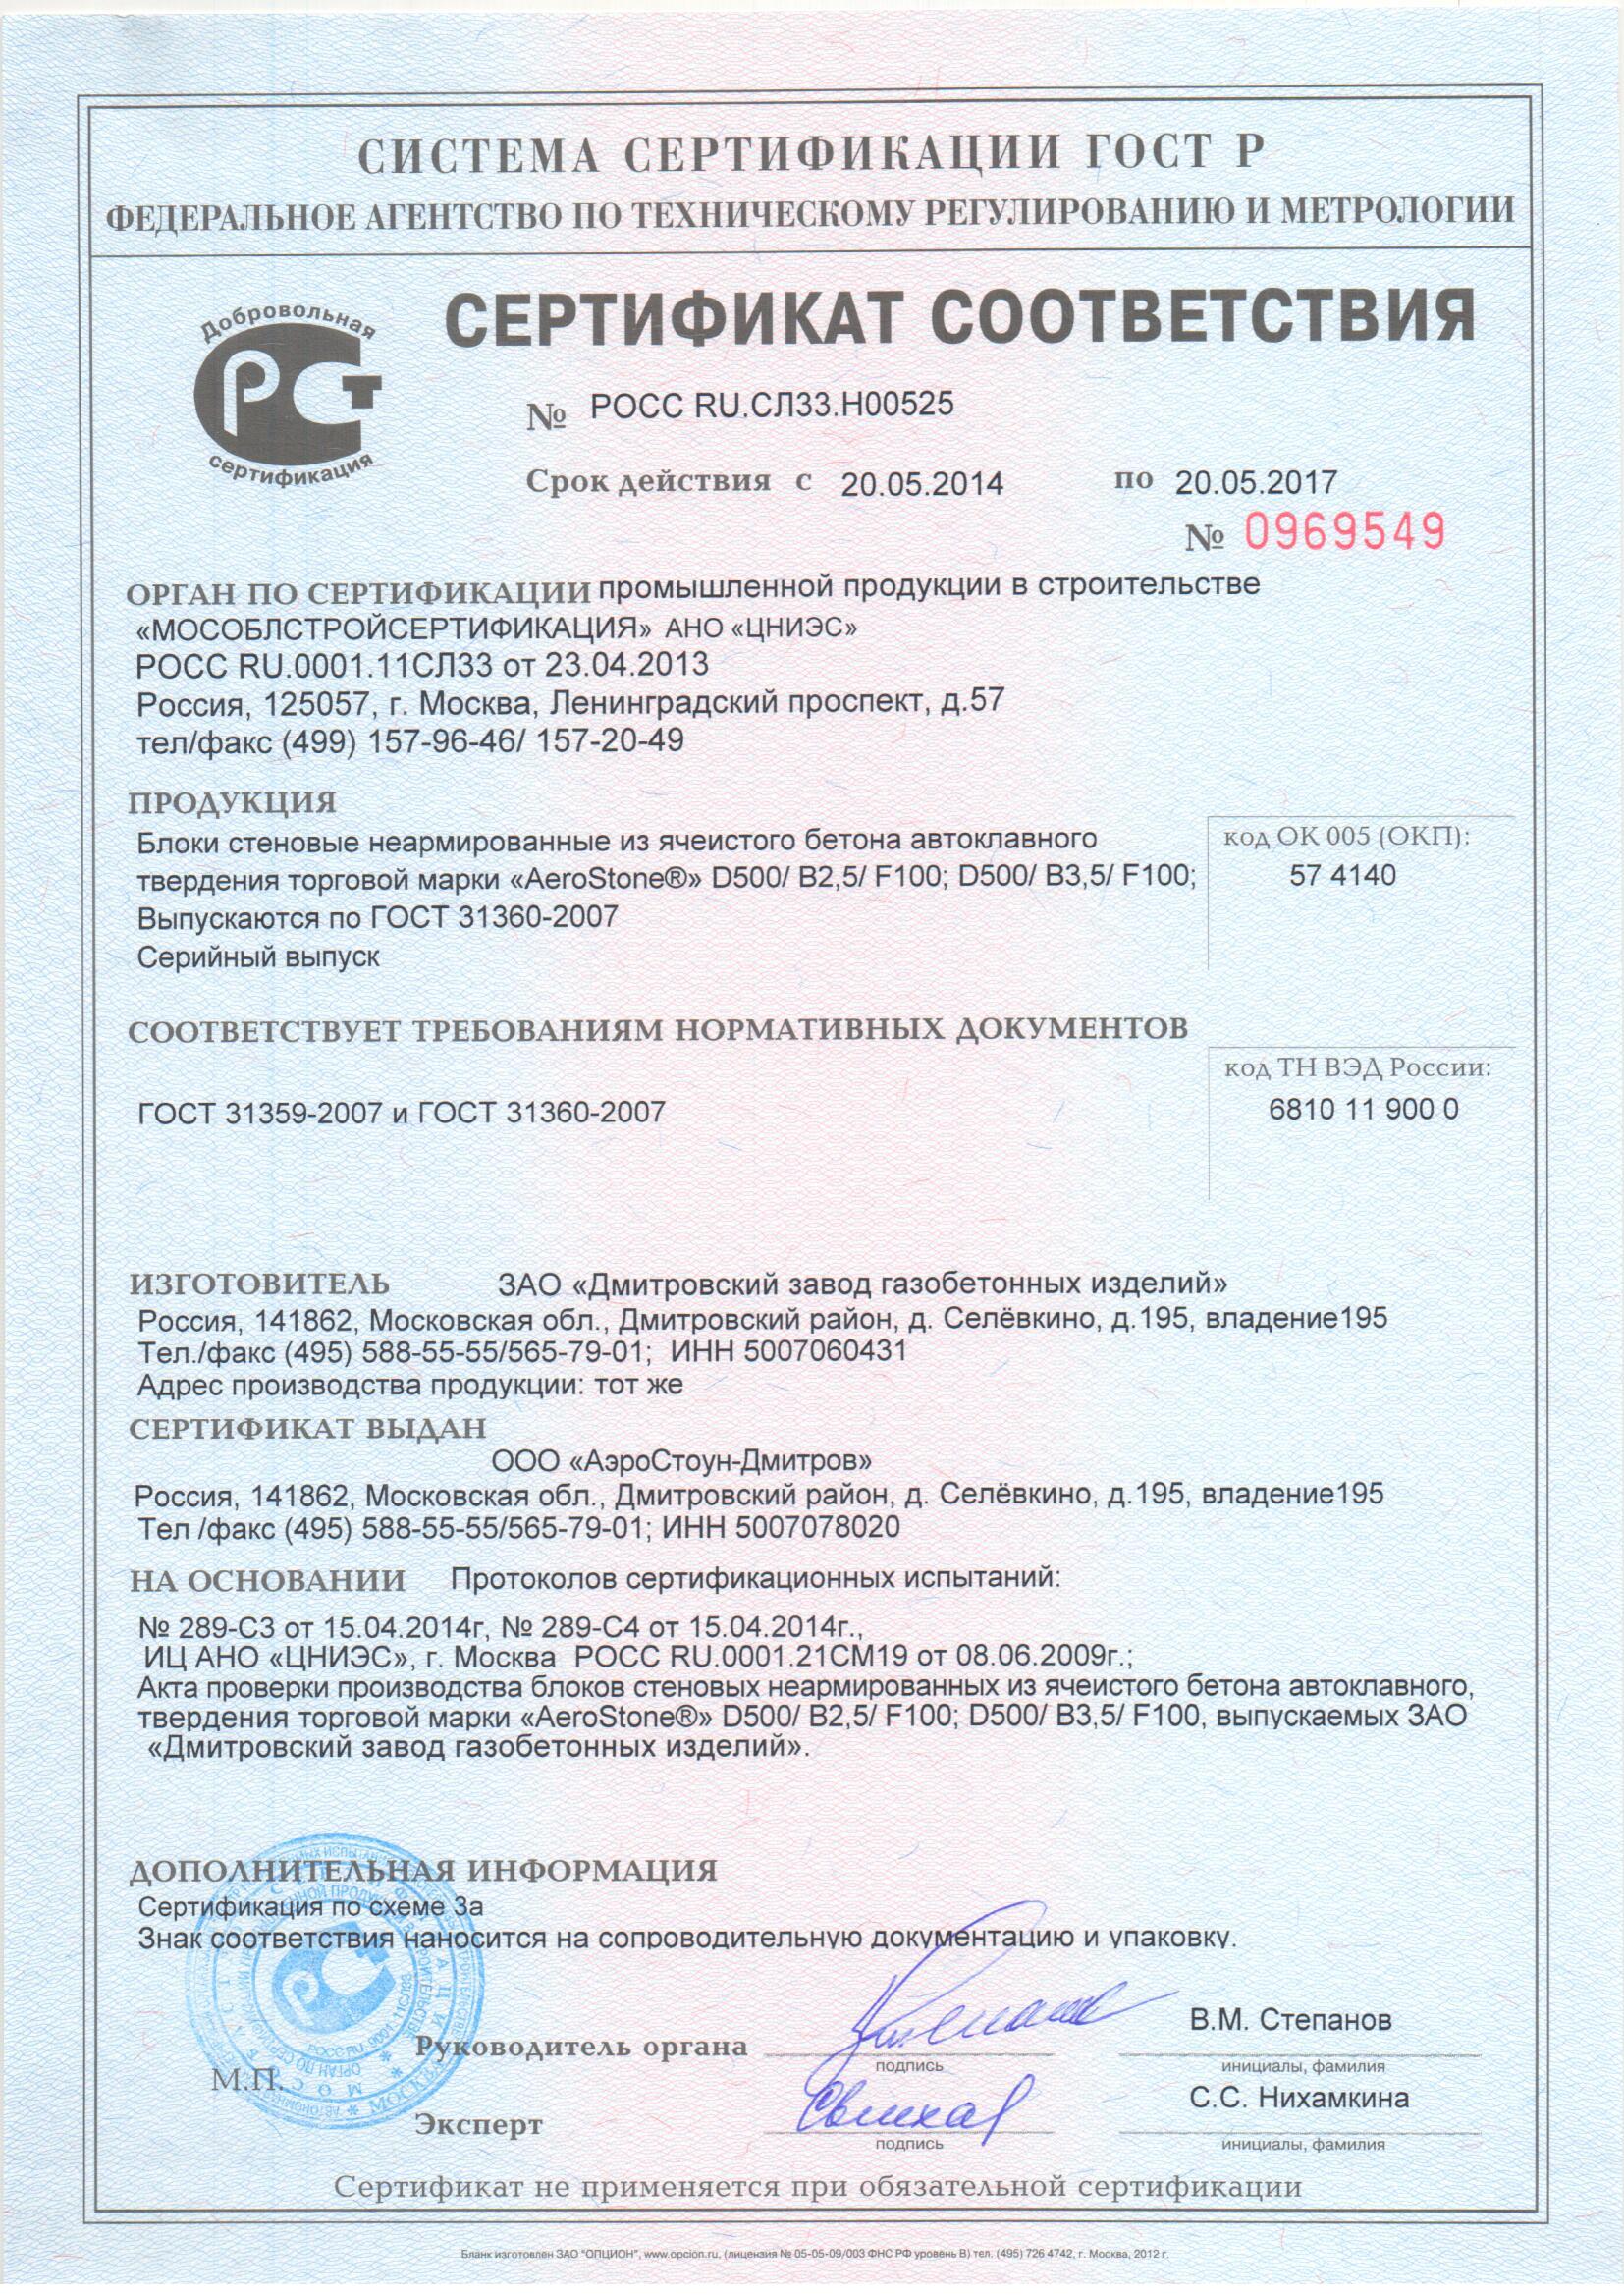 СИСТЕМА СЕРТИФИКАЦИИ ГОСТ Р
ФЕДЕРАЛЬНОЕ АГЕНТСТВО ПО ТЕХНИЧЕСКОМУ РЕГУЛИРОВАНИЮ И МЕТРОЛОГИИ
Добровольная
РСТ
сертификация
СЕРТИФИКАТ СООТВЕТСТВИЯ
№ РОСС RU.СЛ33.Н00525
Срок действия с 20.05.2014 по 20.05.2017
№ 0969549
ОРГАН ПО СЕРТИФИКАЦИИ промышленной продукции в строительстве
«МОСОБЛСТРОЙСЕРТИФИКАЦИЯ» АНО «ЦНИЭС»
РОСС RU.0001.11СЛ33 от 23.04.2013
Россия, 125057, г. Москва, Ленинградский проспект, д.57
тел/факс (499) 157-96-46/ 157-20-49
ПРОДУКЦИЯ
Блоки стеновые неармированные из ячеистого бетона автоклавного
твердения торговой марки «AeroStone®» D500/ B2,5/ F100; D500/ B3,5/ F100;
Выпускаются по ГОСТ 31360-2007
Серийный выпуск
код ОК 005 (ОКП):
57 4140
СООТВЕТСТВУЕТ ТРЕБОВАНИЯМ НОРМАТИВНЫХ ДОКУМЕНТОВ
ГОСТ 31359-2007 и ГОСТ 31360-2007
код ТН ВЭД России:
6810 11 900 0
ИЗГОТОВИТЕЛЬ ЗАО «Дмитровский завод газобетонных изделий»
Россия, 141862, Московская обл., Дмитровский район, д. Селёвкино, д.195, владение195
Тел./факс (495) 588-55-55/565-79-01; ИНН 5007060431
Адрес производства продукции: тот же
СЕРТИФИКАТ ВЫДАН
ООО «АэроСтоун-Дмитров»
Россия, 141862, Московская обл., Дмитровский район, д. Селёвкино, д.195, владение195
Тел /факс (495) 588-55-55/565-79-01; ИНН 5007078020
НА ОСНОВАНИИ Протоколов сертификационных испытаний:
№ 289-С3 от 15.04.2014г, № 289-С4 от 15.04.2014г.,
ИЦ АНО «ЦНИЭС», г. Москва РОСС RU.0001.21СМ19 от 08.06.2009г.;
Акта проверки производства блоков стеновых неармированных из ячеистого бетона автоклавного,
твердения торговой марки «AeroStone®» D500/ B2,5/ F100; D500/ B3,5/ F100, выпускаемых ЗАО
«Дмитровский завод газобетонных изделий».
ДОПОЛНИТЕЛЬНАЯ ИНФОРМАЦИЯ
Сертификация по схеме 3а
Знак соответствия наносится на сопроводительную документацию и упаковку.
М.П.
Руководитель органа
подпись
В.М. Степанов
инициалы, фамилия
Эксперт
подпись
С.С. Нихамкина
инициалы, фамилия
Сертификат не применяется при обязательной сертификации
Бланк изготовлен ЗАО "ОПЦИОН", www.opcion.ru, (лицензия № 05-05-09/003 ФНС РФ уровень В) тел. (495) 726 4742, г. Москва, 2012 г.